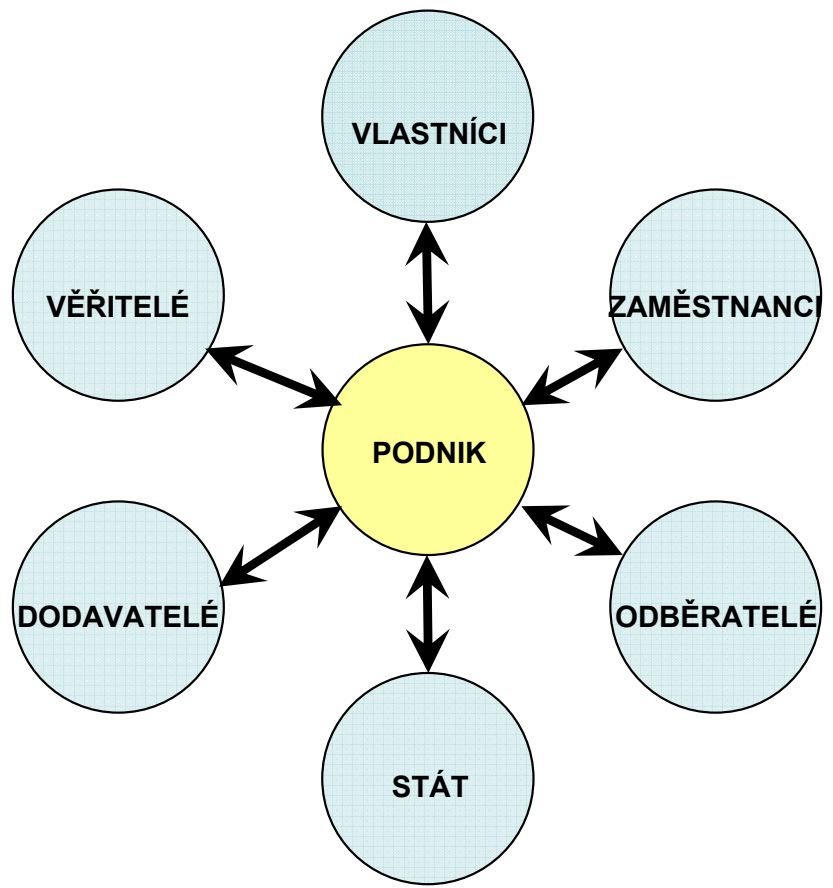 VLASTNÍCI
VĚŘITELÉ
ZAMĚSTNANCI
PODNIK
DODAVATELÉ
ODBĚRATELÉ
STÁT